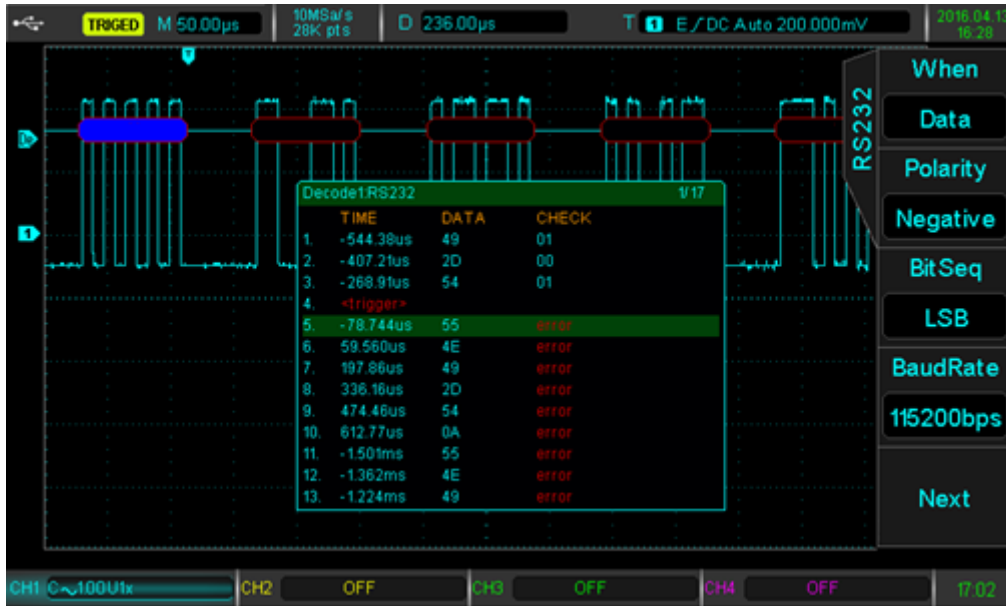 TRIGED M 50.00μs 10MSa/s 28K pts D 236.00μs T 1 E DC Auto 200.000mV 2016.04.13 16:28
T
When
Data
RS232
Polarity
Negative
BitSeq
LSB
BaudRate
115200bps
Next
1
Decode1:RS232 1/17
TIME DATA CHECK
1. -544.38us 49 01
2. -407.21us 2D 00
3. -268.91us 54 01
4. <trigger>
5. -78.744us 55 error
6. 59.560us 4E error
7. 197.86us 49 error
8. 336.16us 2D error
9. 474.46us 54 error
10. 612.77us 0A error
11. -1.501ms 55 error
12. -1.362ms 4E error
13. -1.224ms 49 error
CH1 1.00U1x CH2 OFF CH3 OFF CH4 OFF 17:02